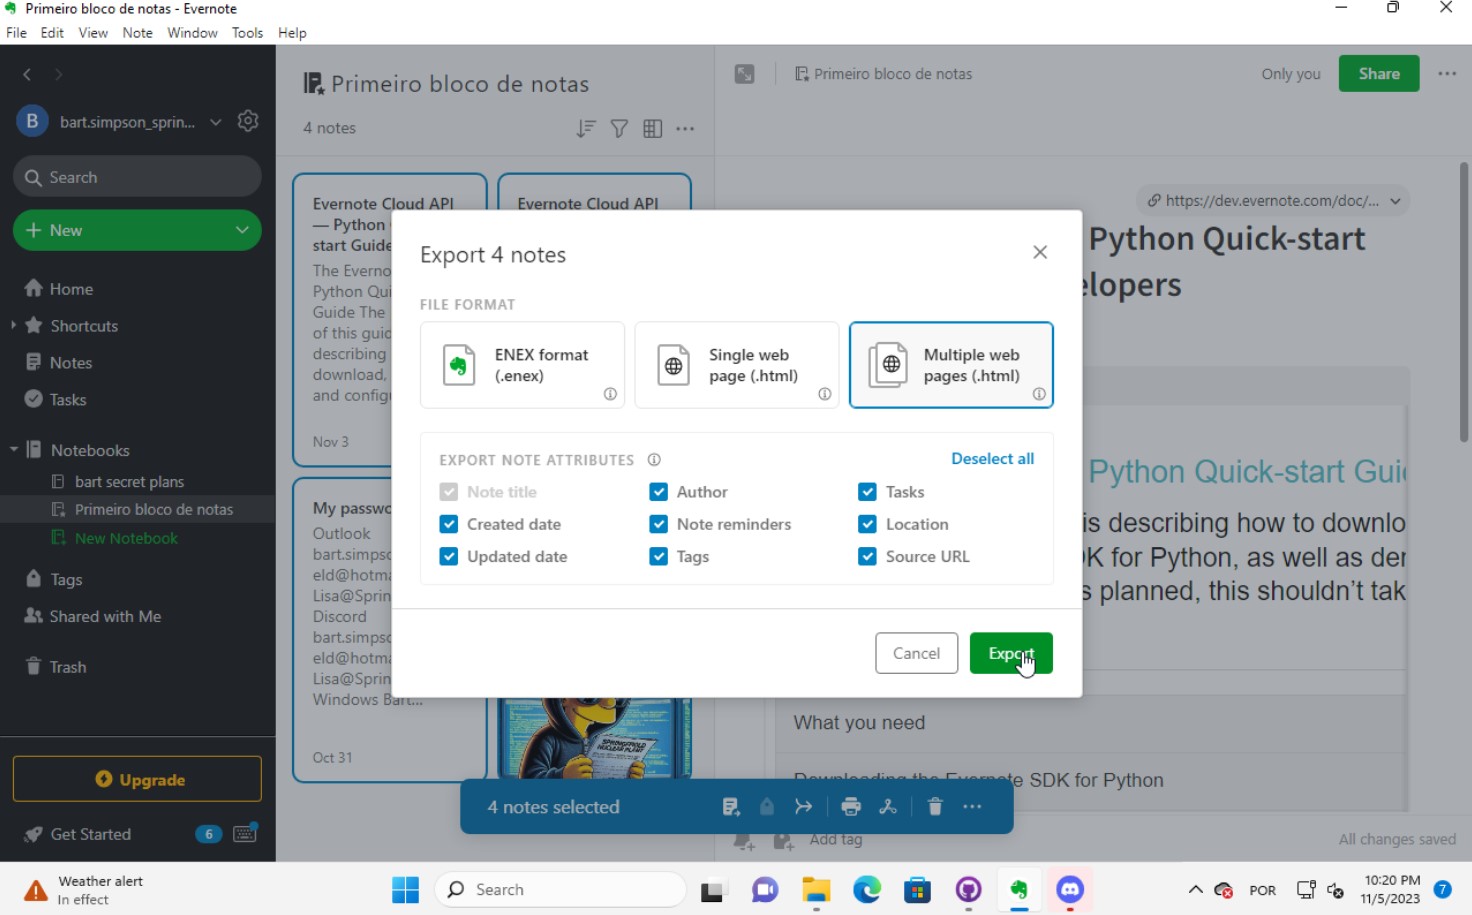 Primeiro bloco de notas - Evernote
File Edit View Note Window Tools Help
B bart.simpson_sprin...
Search
+ New
Home
Shortcuts
Notes
Tasks
Notebooks
bart secret plans
Primeiro bloco de notas
New Notebook
Tags
Shared with Me
Trash
Upgrade
Get Started 6
Primeiro bloco de notas
4 notes
Evernote Cloud API
— Python
start Guide
The Everno
Python Qui
Guide The
of this guid
describing
download,
and config
Nov 3
Evernote Cloud API
My passwo
Outlook
bart.simpso
eld@hotma
Lisa@Sprin
Discord
bart.simpso
eld@hotma
Lisa@Sprin
Windows Bart...
Oct 31
SPRINGFIELD
NUCLEAR PLANT
Primeiro bloco de notas
Only you Share
https://dev.evernote.com/doc/...
Python Quick-start
elopers
Python Quick-start Gui
is describing how to downlo
K for Python, as well as der
s planned, this shouldn't tak
What you need
Downloading the Evernote SDK for Python
Add tag
All changes saved
Export 4 notes
FILE FORMAT
ENEX format
(.enex)
Single web
page (.html)
Multiple web
pages (.html)
EXPORT NOTE ATTRIBUTES Deselect all
Note title Author Tasks
Created date Note reminders Location
Updated date Tags Source URL
Cancel Export
4 notes selected
Weather alert
In effect
Search
POR
10:20 PM
11/5/2023
7